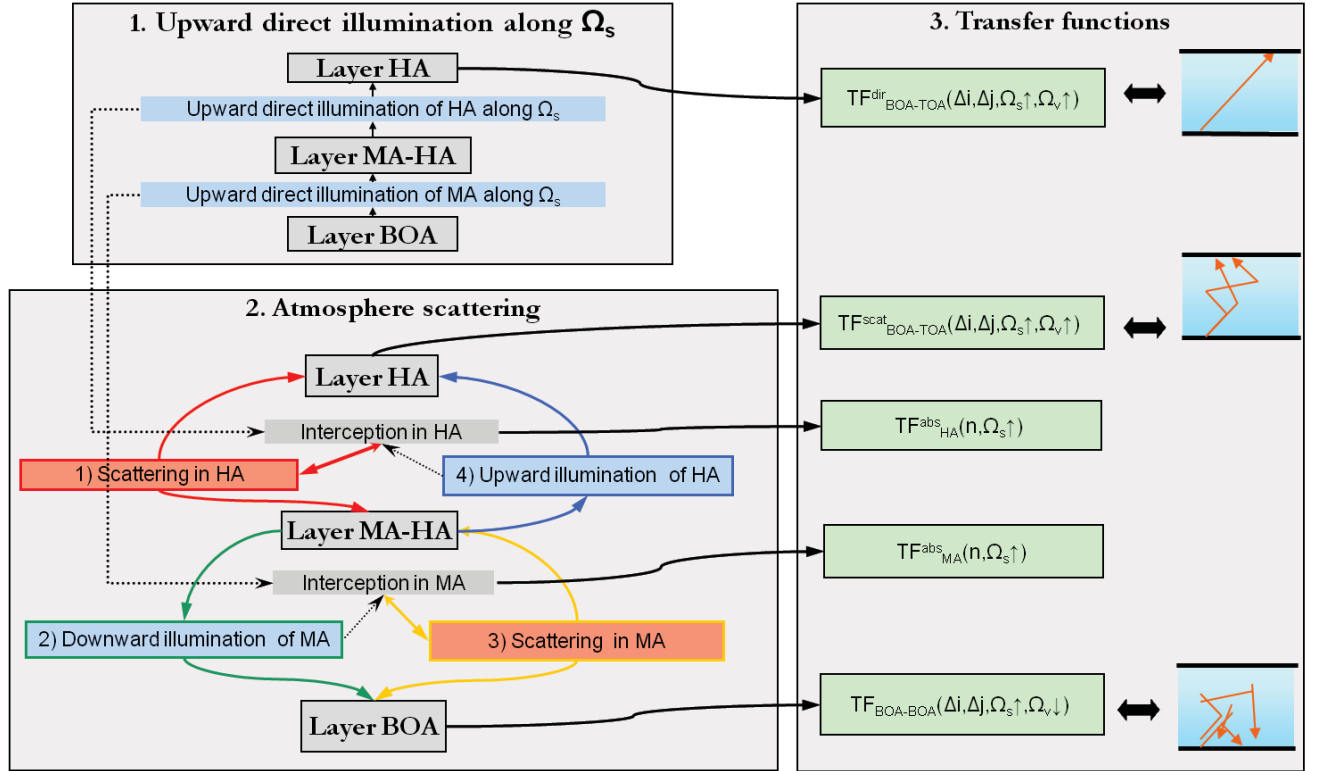 1. Upward direct illumination along Ωs
Layer HA
Upward direct illumination of HA along Ωs
Layer MA-HA
Upward direct illumination of MA along Ωs
Layer BOA
2. Atmosphere scattering
Layer HA
Interception in HA
1) Scattering in HA
4) Upward illumination of HA
Layer MA-HA
Interception in MA
2) Downward illumination of MA
3) Scattering in MA
Layer BOA
3. Transfer functions
TFdirBOA-TOA(Δi,Δj,Ωs↑,Ωv↑)
TFscatBOA-TOA(Δi,Δj,Ωs↑,Ωv↑)
TFabsHA(n,Ωs↑)
TFabsMA(n,Ωs↑)
TFBOA-BOA(Δi,Δj,Ωs↑,Ωv↓)